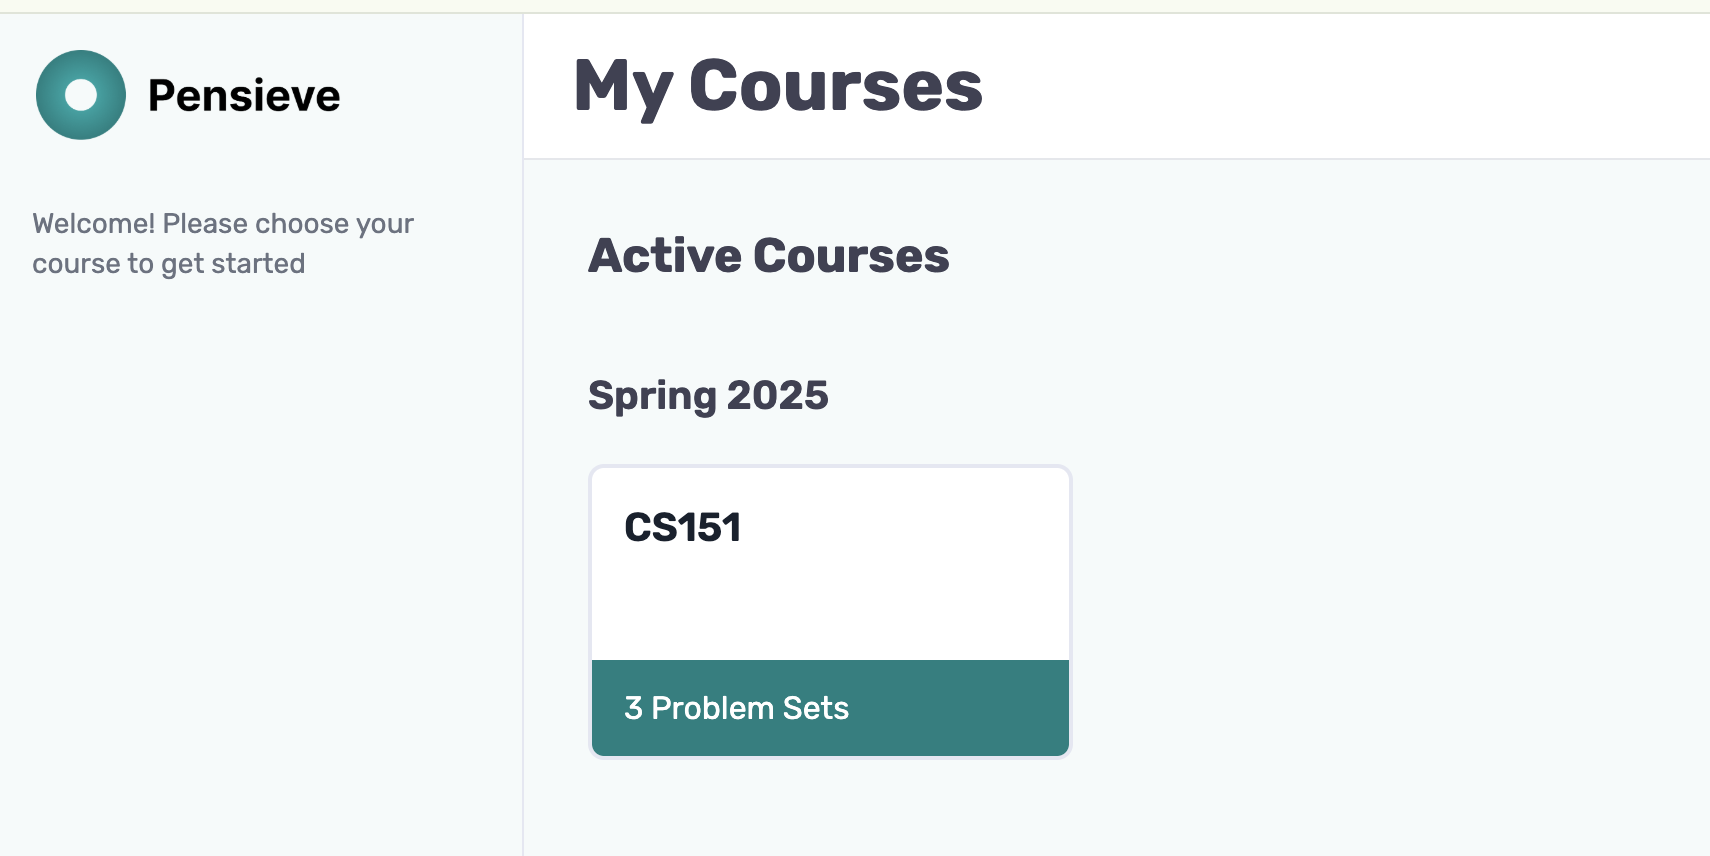 Pensieve
Welcome! Please choose your
course to get started
My Courses
Active Courses
Spring 2025
CS151
3 Problem Sets